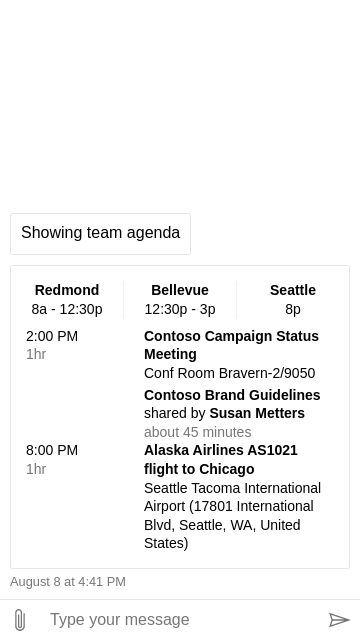 Showing team agenda
Redmond Bellevue Seattle
8a - 12:30p 12:30p - 3p 8p
2:00 PM Contoso Campaign Status
1hr Meeting
Conf Room Bravern-2/9050
Contoso Brand Guidelines
shared by Susan Metters
about 45 minutes
8:00 PM Alaska Airlines AS1021
1hr flight to Chicago
Seattle Tacoma International
Airport (17801 International
Blvd, Seattle, WA, United
States)
August 8 at 4:41 PM
Type your message